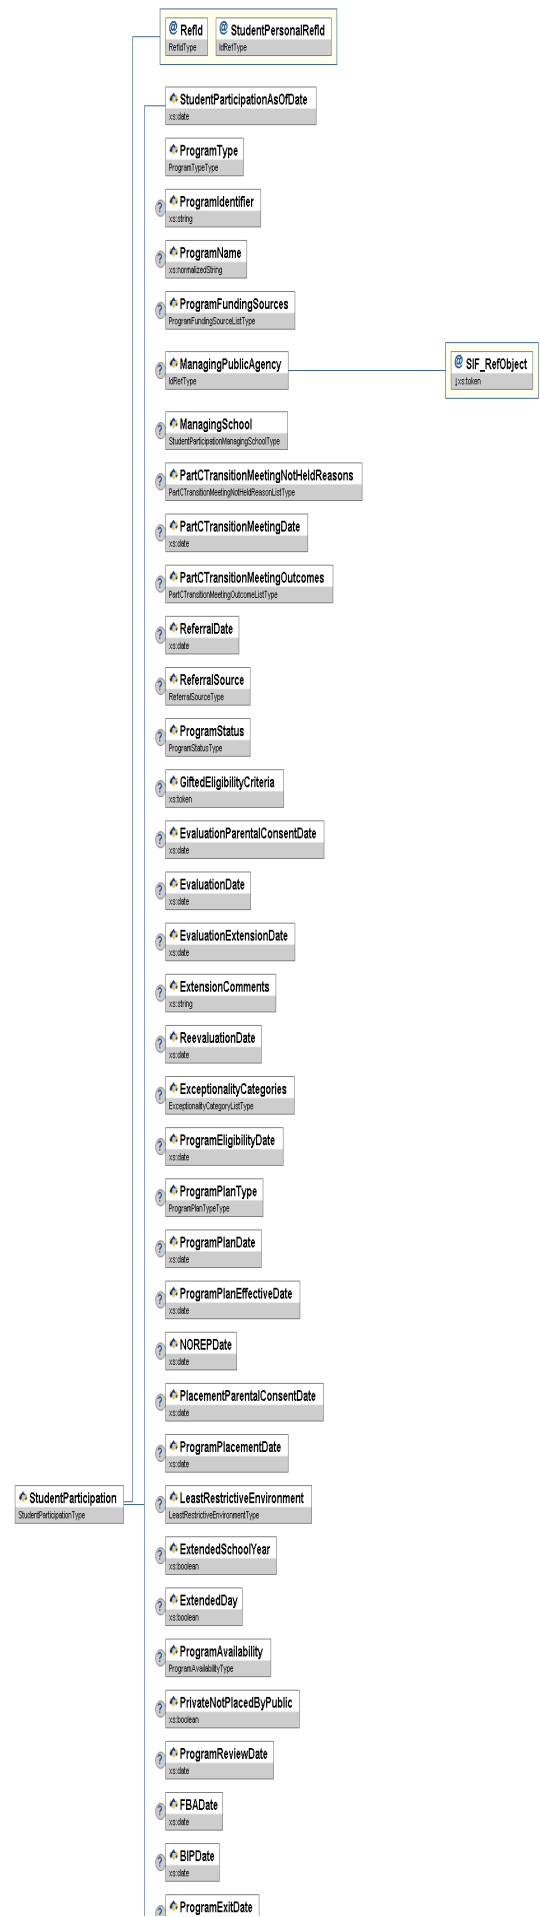 @ RefId @ StudentPersonalRefId
RefIdType IdRefType
StudentParticipationAsOfDate
xs:date
ProgramType
ProgramTypeType
? ProgramIdentifier
xs:string
? ProgramName
xs:normalizedString
? ProgramFundingSources
ProgramFundingSourceListType
? ManagingPublicAgency @ SIF_RefObject
IdRefType j:xs:token
? ManagingSchool
StudentParticipationManagingSchoolType
? PartCTransitionMeetingNotHeldReasons
PartCTransitionMeetingNotHeldReasonListType
? PartCTransitionMeetingDate
xs:date
? PartCTransitionMeetingOutcomes
PartCTransitionMeetingOutcomeListType
? ReferralDate
xs:date
? ReferralSource
ReferralSourceType
? ProgramStatus
ProgramStatusType
? GiftedEligibilityCriteria
xs:token
? EvaluationParentalConsentDate
xs:date
? EvaluationDate
xs:date
? EvaluationExtensionDate
xs:date
? ExtensionComments
xs:string
? ReevaluationDate
xs:date
? ExceptionalityCategories
ExceptionalityCategoryListType
? ProgramEligibilityDate
xs:date
? ProgramPlanType
ProgramPlanTypeType
? ProgramPlanDate
xs:date
? ProgramPlanEffectiveDate
xs:date
? NOREPDate
xs:date
? PlacementParentalConsentDate
xs:date
? ProgramPlacementDate
xs:date
StudentParticipation ? LeastRestrictiveEnvironment
StudentParticipationType LeastRestrictiveEnvironmentType
? ExtendedSchoolYear
xs:boolean
? ExtendedDay
xs:boolean
? ProgramAvailability
ProgramAvailabilityType
? PrivateNotPlacedByPublic
xs:boolean
? ProgramReviewDate
xs:date
? FBADate
xs:date
? BIPDate
xs:date
? ProgramExitDate